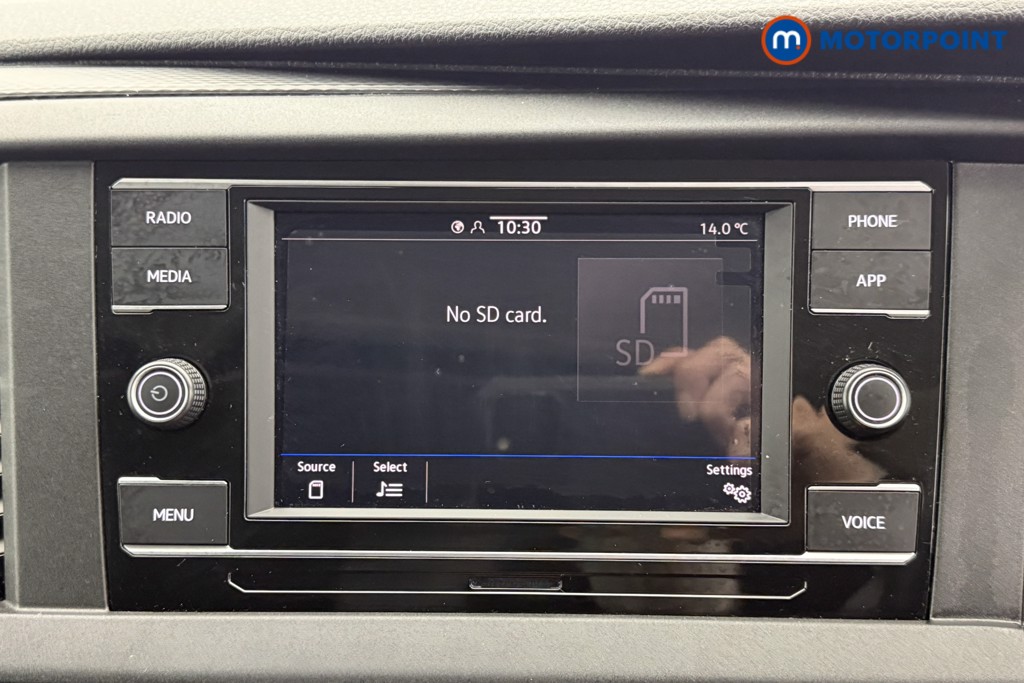 m MOTORPOINT
RADIO
MEDIA
MENU
10:30
14.0 °C
No SD card.
SD
Source
Select
Settings
PHONE
APP
VOICE